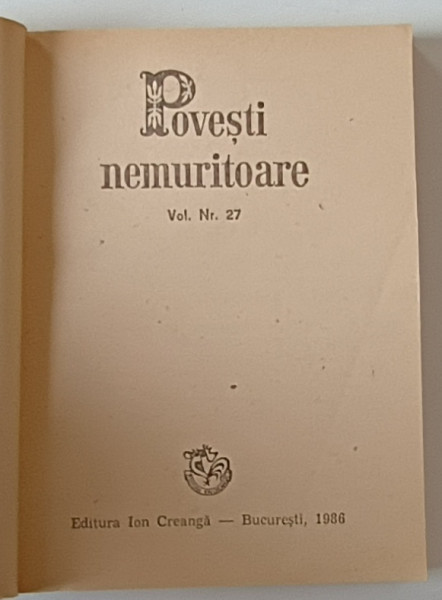 Povești
nemuritoare
Vol. Nr. 27
Editura Ion Creangă — București, 1986